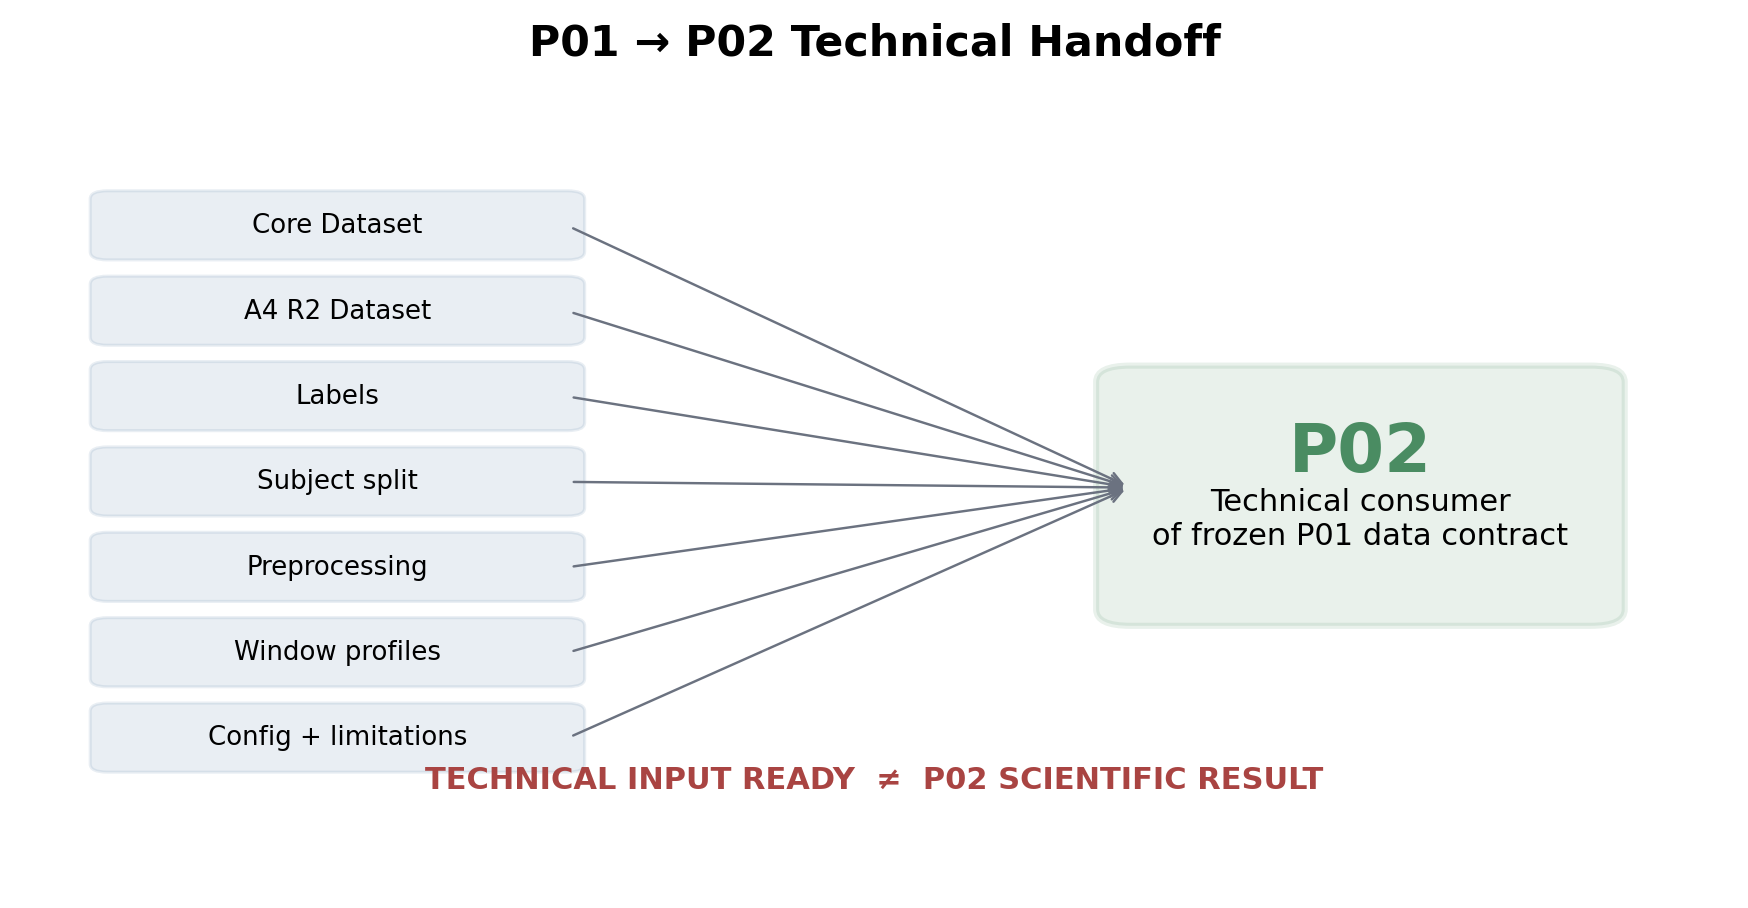 P01 → P02 Technical Handoff
Core Dataset
A4 R2 Dataset
Labels
Subject split
Preprocessing
Window profiles
Config + limitations
P02
Technical consumer
of frozen P01 data contract
TECHNICAL INPUT READY ≠ P02 SCIENTIFIC RESULT